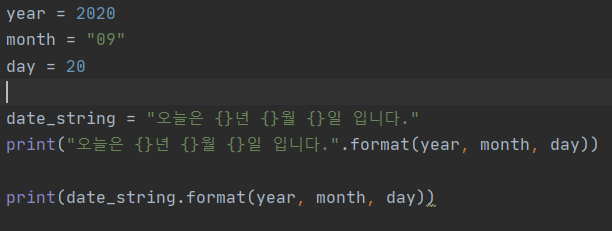 year = 2020
month = "09"
day = 20
date_string = "오늘은 {}년 {}월 {}일 입니다."
print("오늘은 {}년 {}월 {}일 입니다.".format(year, month, day))
print(date_string.format(year, month, day))